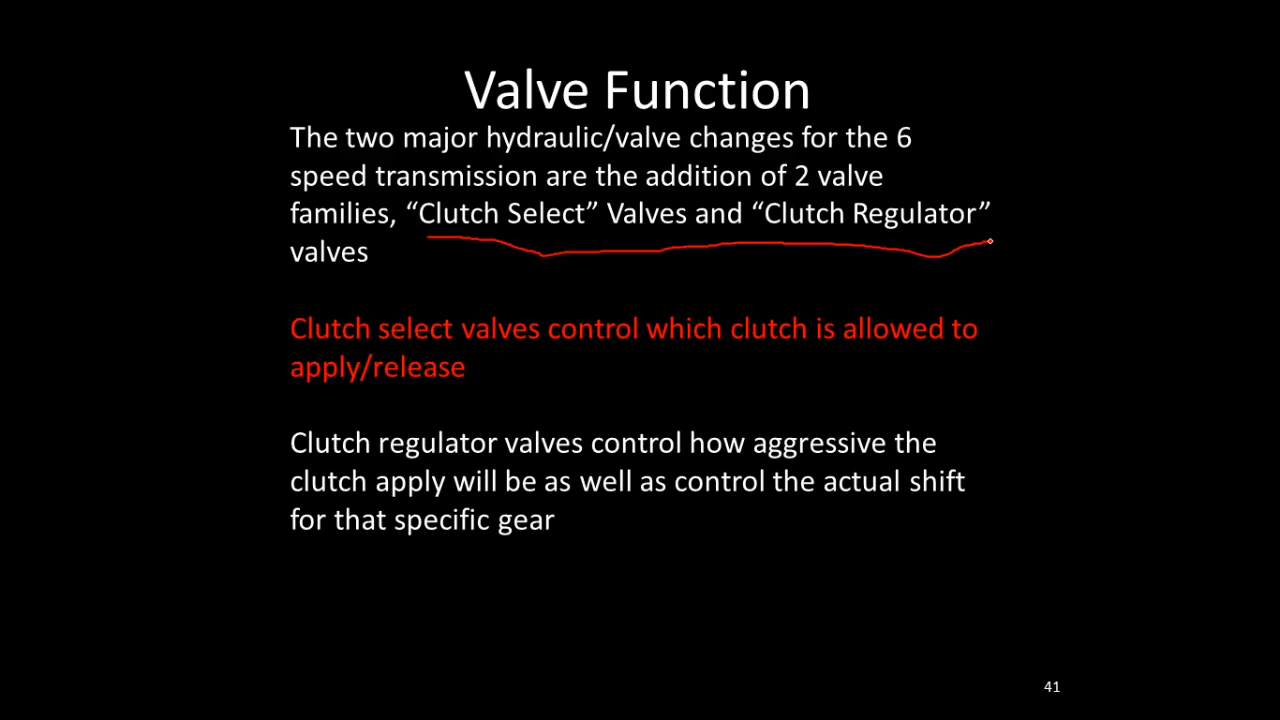 Valve Function
The two major hydraulic/valve changes for the 6
speed transmission are the addition of 2 valve
families, “Clutch Select” Valves and “Clutch Regulator”
valves
Clutch select valves control which clutch is allowed to
apply/release
Clutch regulator valves control how aggressive the
clutch apply will be as well as control the actual shift
for that specific gear
41